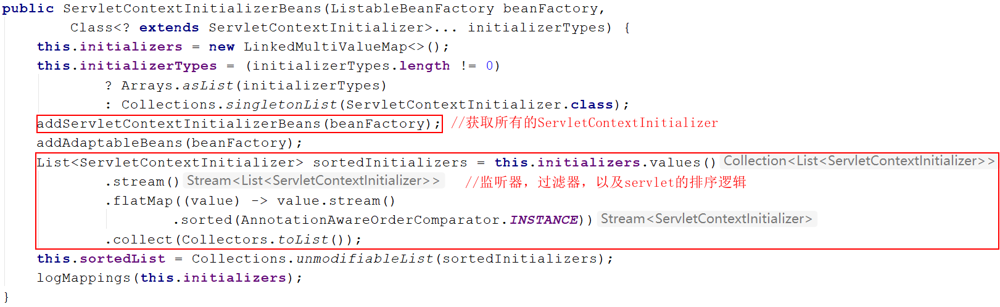 public ServletContextInitializerBeans(ListableBeanFactory beanFactory,
        Class<? extends ServletContextInitializer>... initializerTypes) {
    this.initializers = new LinkedMultiValueMap<>();
    this.initializerTypes = (initializerTypes.length != 0)
            ? Arrays.asList(initializerTypes)
            : Collections.singletonList(ServletContextInitializer.class);
    addServletContextInitializerBeans(beanFactory); //获取所有的ServletContextInitializer
    addAdaptableBeans(beanFactory);
    List<ServletContextInitializer> sortedInitializers = this.initializers.values() Collection<List<ServletContextInitializer>>
            .stream() Stream<List<ServletContextInitializer>> //监听器，过滤器，以及servlet的排序逻辑
            .flatMap((value) -> value.stream()
                    .sorted(AnnotationAwareOrderComparator.INSTANCE)) Stream<ServletContextInitializer>
            .collect(Collectors.toList());
    this.sortedList = Collections.unmodifiableList(sortedInitializers);
    logMappings(this.initializers);
}